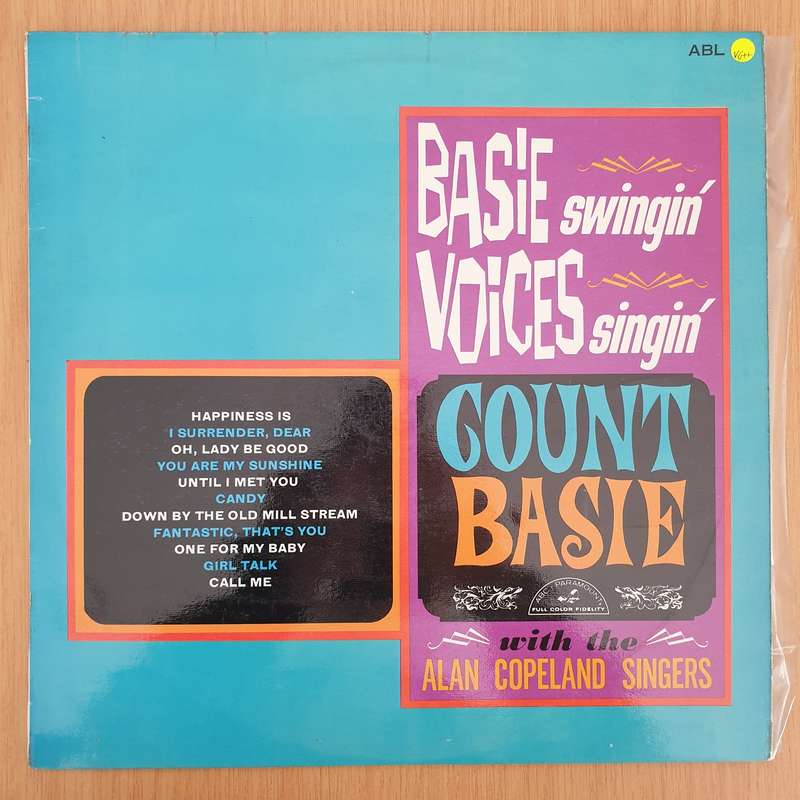 ABL
VG++
BASiE swingin'
VOiCES singin'
COUNT
BASIE
ABC-PARAMOUNT
FULL COLOR FIDELITY
with the
ALAN COPELAND SINGERS
HAPPINESS IS
I SURRENDER, DEAR
OH, LADY BE GOOD
YOU ARE MY SUNSHINE
UNTIL I MET YOU
CANDY
DOWN BY THE OLD MILL STREAM
FANTASTIC, THAT'S YOU
ONE FOR MY BABY
GIRL TALK
CALL ME